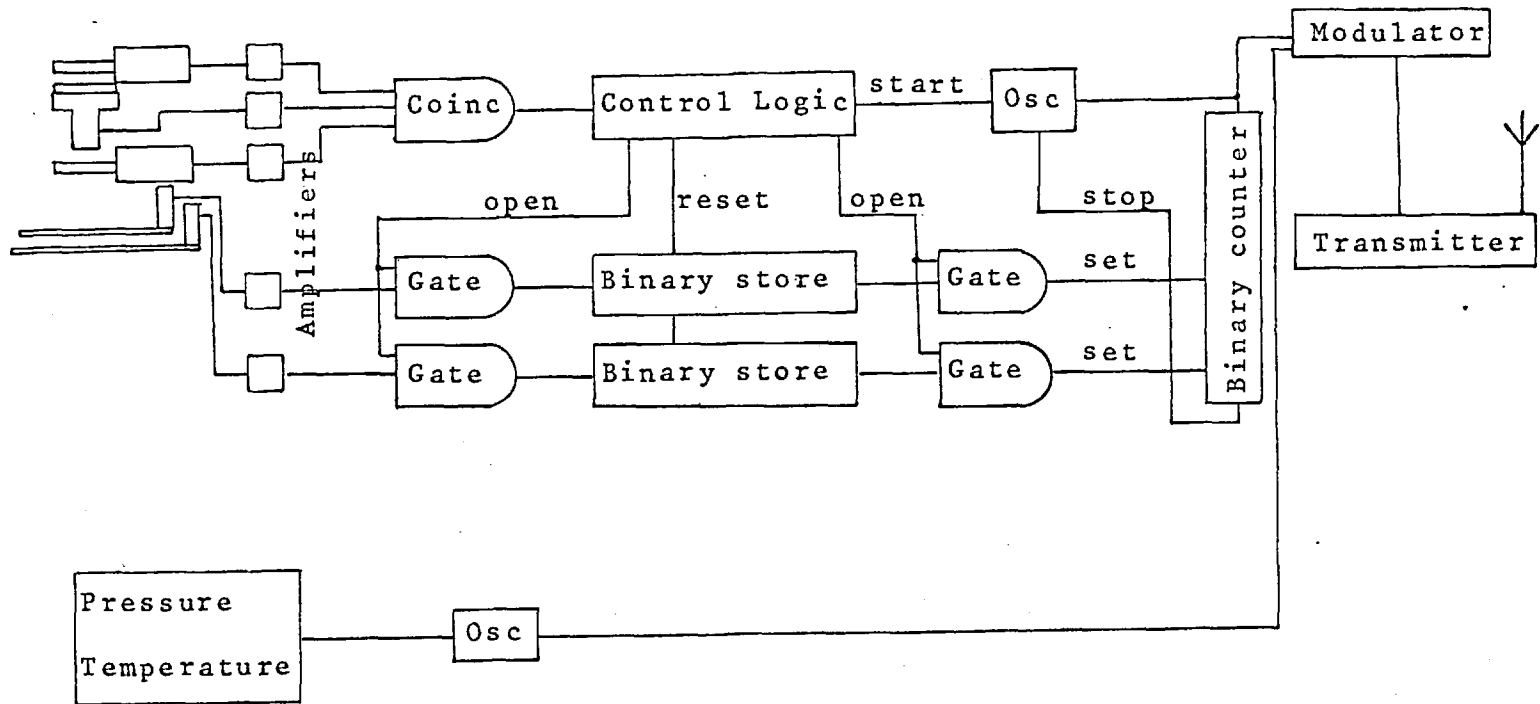 Modulator
Coinc
Control Logic
start
Osc
Amplifiers
open
reset
open
stop
Binary counter
Transmitter
Gate
Binary store
Gate
set
Gate
Binary store
Gate
set
Pressure
Temperature
Osc